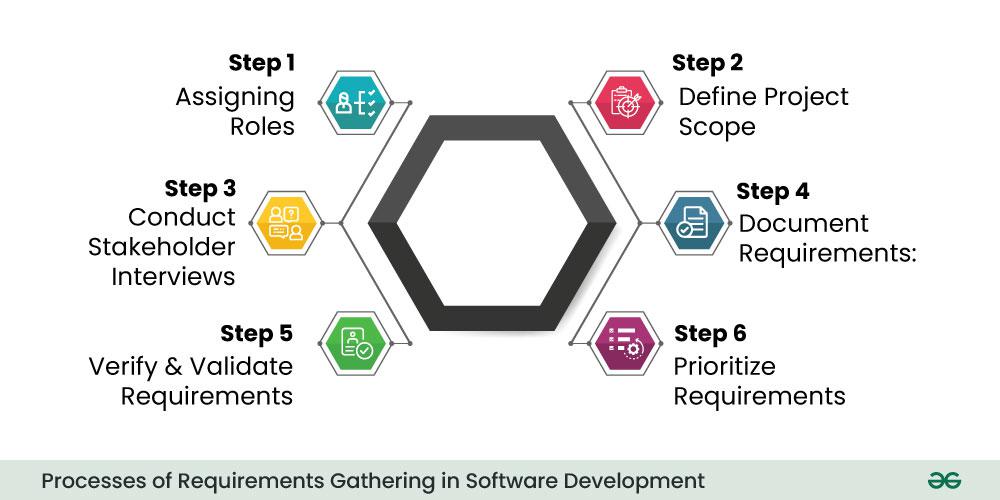 Step 1
Assigning
Roles
Step 2
Define Project
Scope
Step 3
Conduct
Stakeholder
Interviews
Step 4
Document
Requirements:
Step 5
Verify & Validate
Requirements
Step 6
Prioritize
Requirements
Processes of Requirements Gathering in Software Development